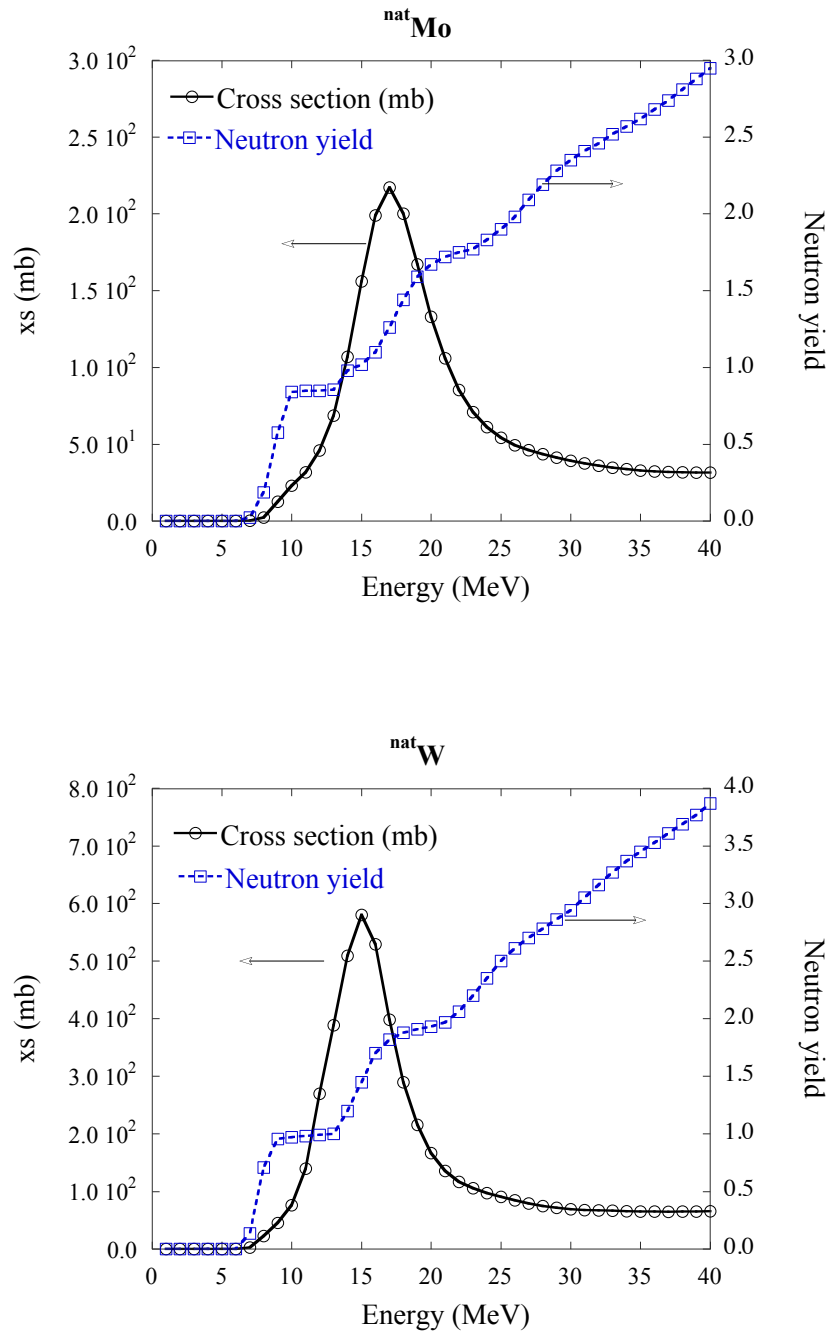 natMo
3.0 102
2.5 102
2.0 102
1.5 102
1.0 102
5.0 101
0.0
xs (mb)
Cross section (mb)
Neutron yield
3.0
2.5
2.0
1.5
1.0
0.5
0.0
Neutron yield
0 5 10 15 20 25 30 35 40
Energy (MeV)
natW
8.0 102
7.0 102
6.0 102
5.0 102
4.0 102
3.0 102
2.0 102
1.0 102
0.0
xs (mb)
Cross section (mb)
Neutron yield
4.0
3.5
3.0
2.5
2.0
1.5
1.0
0.5
0.0
Neutron yield
0 5 10 15 20 25 30 35 40
Energy (MeV)